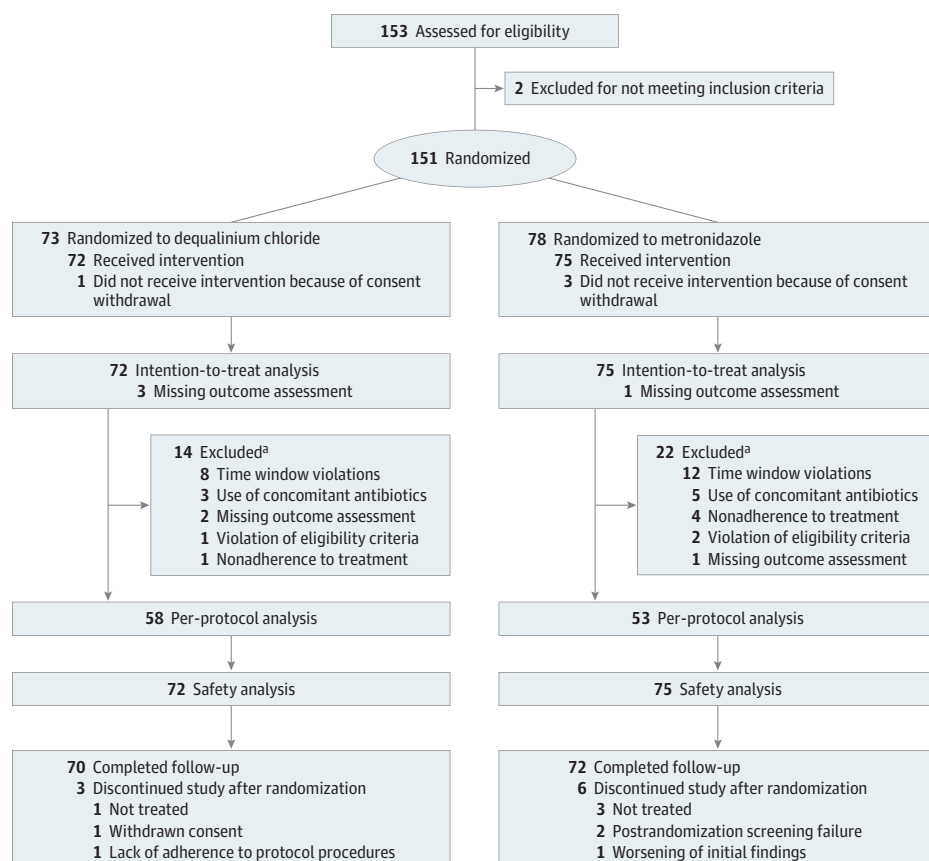 153 Assessed for eligibility
2 Excluded for not meeting inclusion criteria
151 Randomized
73 Randomized to dequalinium chloride
72 Received intervention
1 Did not receive intervention because of consent
withdrawal
78 Randomized to metronidazole
75 Received intervention
3 Did not receive intervention because of consent
withdrawal
72 Intention-to-treat analysis
3 Missing outcome assessment
75 Intention-to-treat analysis
1 Missing outcome assessment
14 Excludedᵃ
8 Time window violations
3 Use of concomitant antibiotics
2 Missing outcome assessment
1 Violation of eligibility criteria
1 Nonadherence to treatment
22 Excludedᵃ
12 Time window violations
5 Use of concomitant antibiotics
4 Nonadherence to treatment
2 Violation of eligibility criteria
1 Missing outcome assessment
58 Per-protocol analysis
53 Per-protocol analysis
72 Safety analysis
75 Safety analysis
70 Completed follow-up
3 Discontinued study after randomization
1 Not treated
1 Withdrawn consent
1 Lack of adherence to protocol procedures
72 Completed follow-up
6 Discontinued study after randomization
3 Not treated
2 Postrandomization screening failure
1 Worsening of initial findings